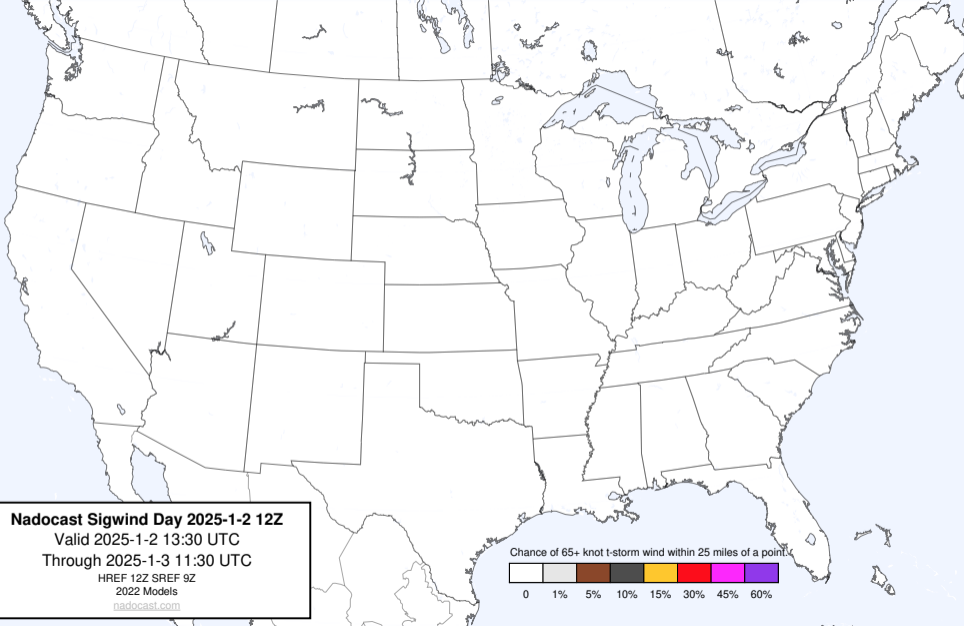 Nadocast Sigwind Day 2025-1-2 12Z
Valid 2025-1-2 13:30 UTC
Through 2025-1-3 11:30 UTC
HREF 12Z SREF 9Z
2022 Models
nadocast.com
Chance of 65+ knot t-storm wind within 25 miles of a point.
0 1% 5% 10% 15% 30% 45% 60%